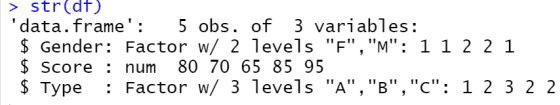 > str(df)
'data.frame':   5 obs. of  3 variables:
 $ Gender: Factor w/ 2 levels "F","M": 1 1 2 2 1
 $ Score : num  80 70 65 85 95
 $ Type  : Factor w/ 3 levels "A","B","C": 1 2 3 2 2